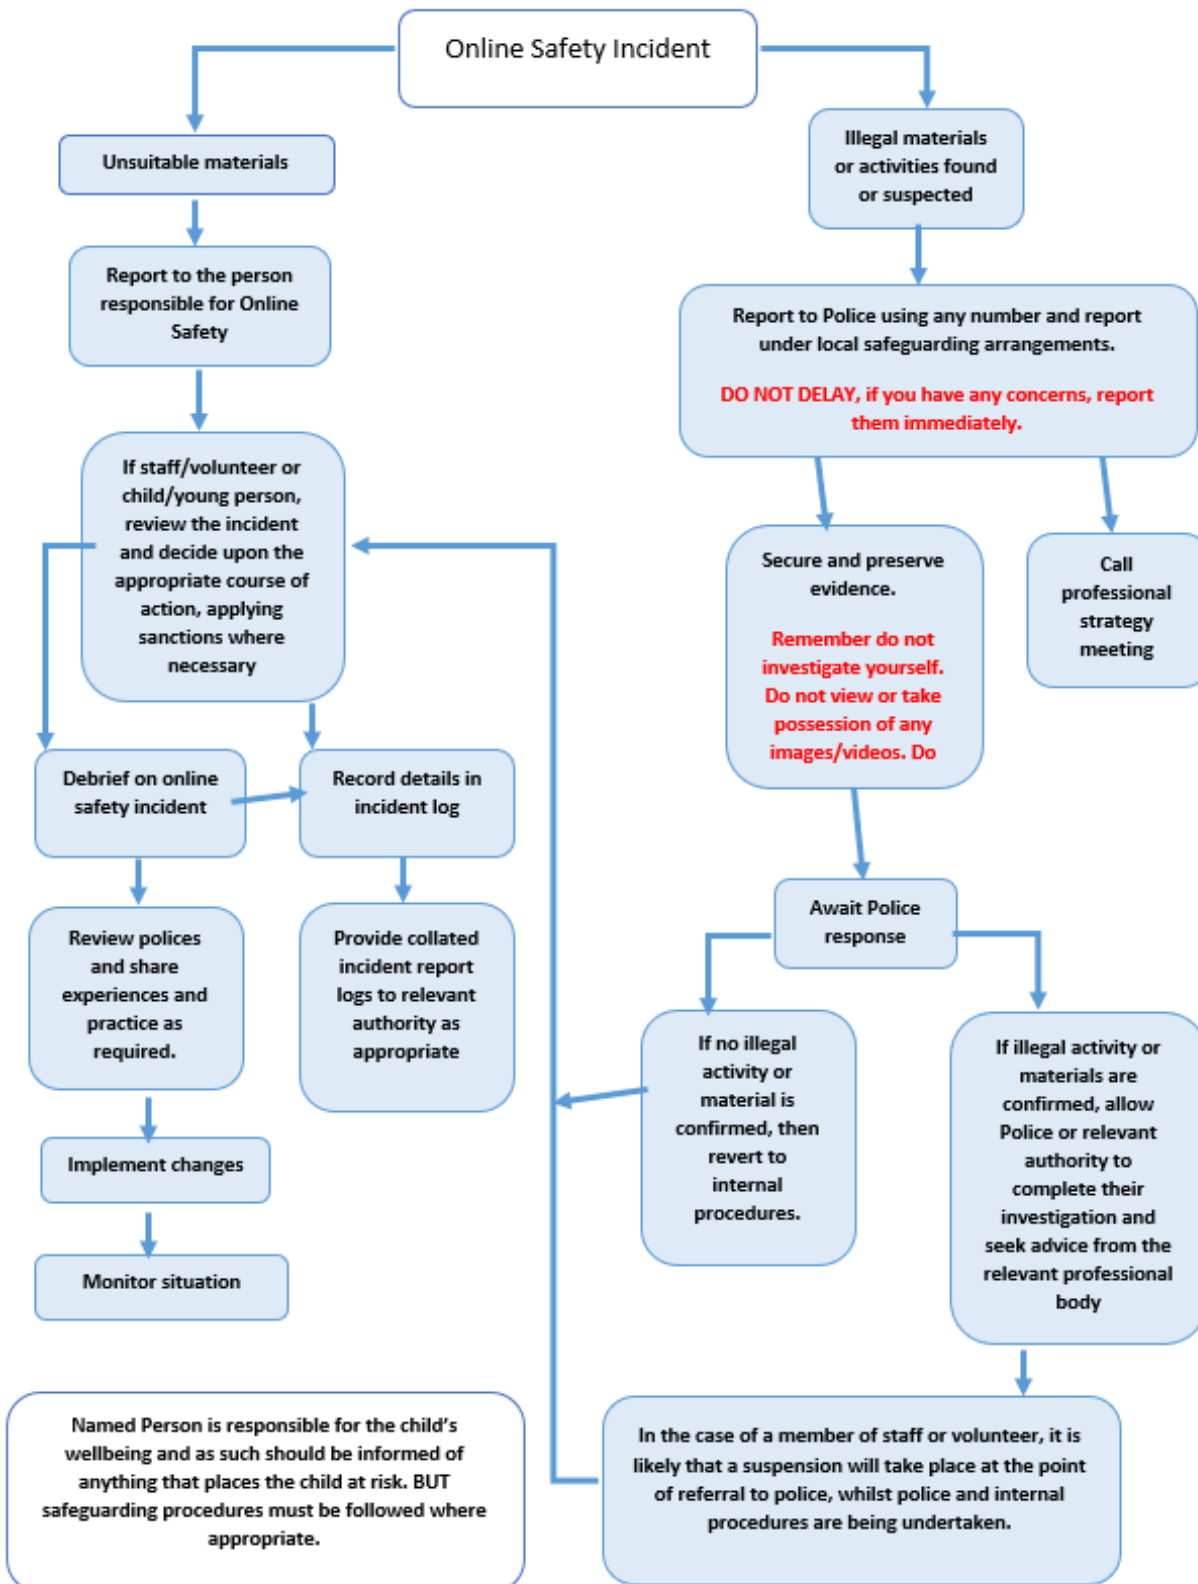 Online Safety Incident
Unsuitable materials
Illegal materials
or activities found
or suspected
Report to the person
responsible for Online
Safety
Report to Police using any number and report
under local safeguarding arrangements.
DO NOT DELAY, if you have any concerns, report
them immediately.
If staff/volunteer or
child/young person,
review the incident
and decide upon the
appropriate course of
action, applying
sanctions where
necessary
Secure and preserve
evidence.
Remember do not
investigate yourself.
Do not view or take
possession of any
images/videos. Do
Call
professional
strategy
meeting
Debrief on online
safety incident
Record details in
incident log
Review polices
and share
experiences and
practice as
required.
Provide collated
incident report
logs to relevant
authority as
appropriate
Await Police
response
If no illegal
activity or
material is
confirmed, then
revert to
internal
procedures.
If illegal activity or
materials are
confirmed, allow
Police or relevant
authority to
complete their
investigation and
seek advice from the
relevant professional
body
Implement changes
Monitor situation
Named Person is responsible for the child's
wellbeing and as such should be informed of
anything that places the child at risk. BUT
safeguarding procedures must be followed where
appropriate.
In the case of a member of staff or volunteer, it is
likely that a suspension will take place at the point
of referral to police, whilst police and internal
procedures are being undertaken.